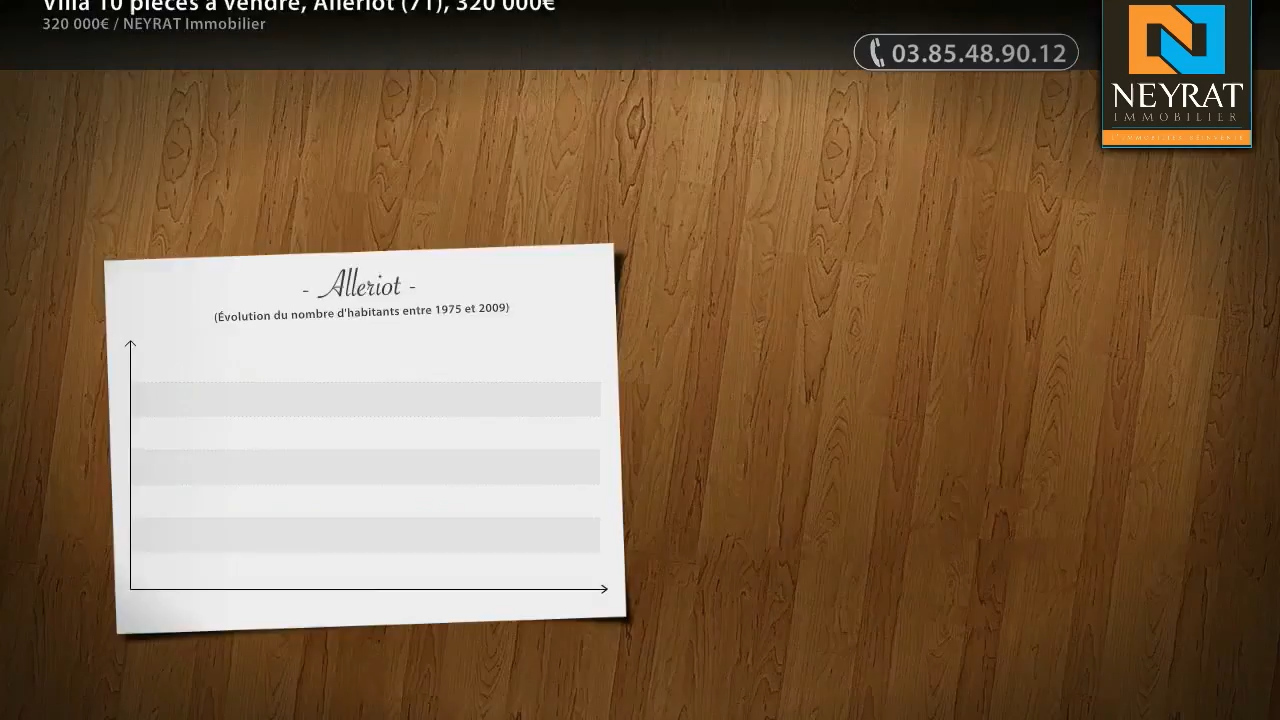 Villa 10 pièces à vendre, Allériot (71), 320 000€
320 000€ / NEYRAT Immobilier
03.85.48.90.12
NEYRAT
IMMOBILIER
- Alleriot -
(Évolution du nombre d'habitants entre 1975 et 2009)